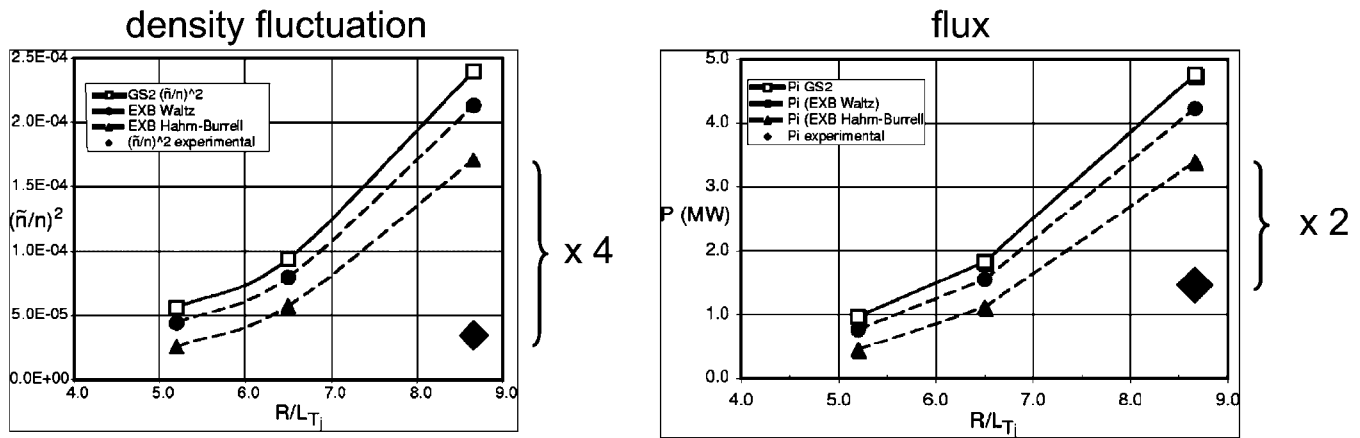 density fluctuation
2.5E-04
2.0E-04
1.5E-04
1.0E-04
5.0E-05
0.0E+00
(ñ/n)²
GS2 (ñ/n)^2
EXB Waltz
EXB Hahm-Burrell
(ñ/n)^2 experimental
4.0 5.0 6.0 7.0 8.0 9.0
R/L_Ti
x 4
flux
5.0
4.0
3.0
2.0
1.0
0.0
P (MW)
Pi GS2
Pi (EXB Waltz)
Pi (EXB Hahm-Burrell
Pi experimental
4.0 5.0 6.0 7.0 8.0 9.0
R/L_Ti
x 2